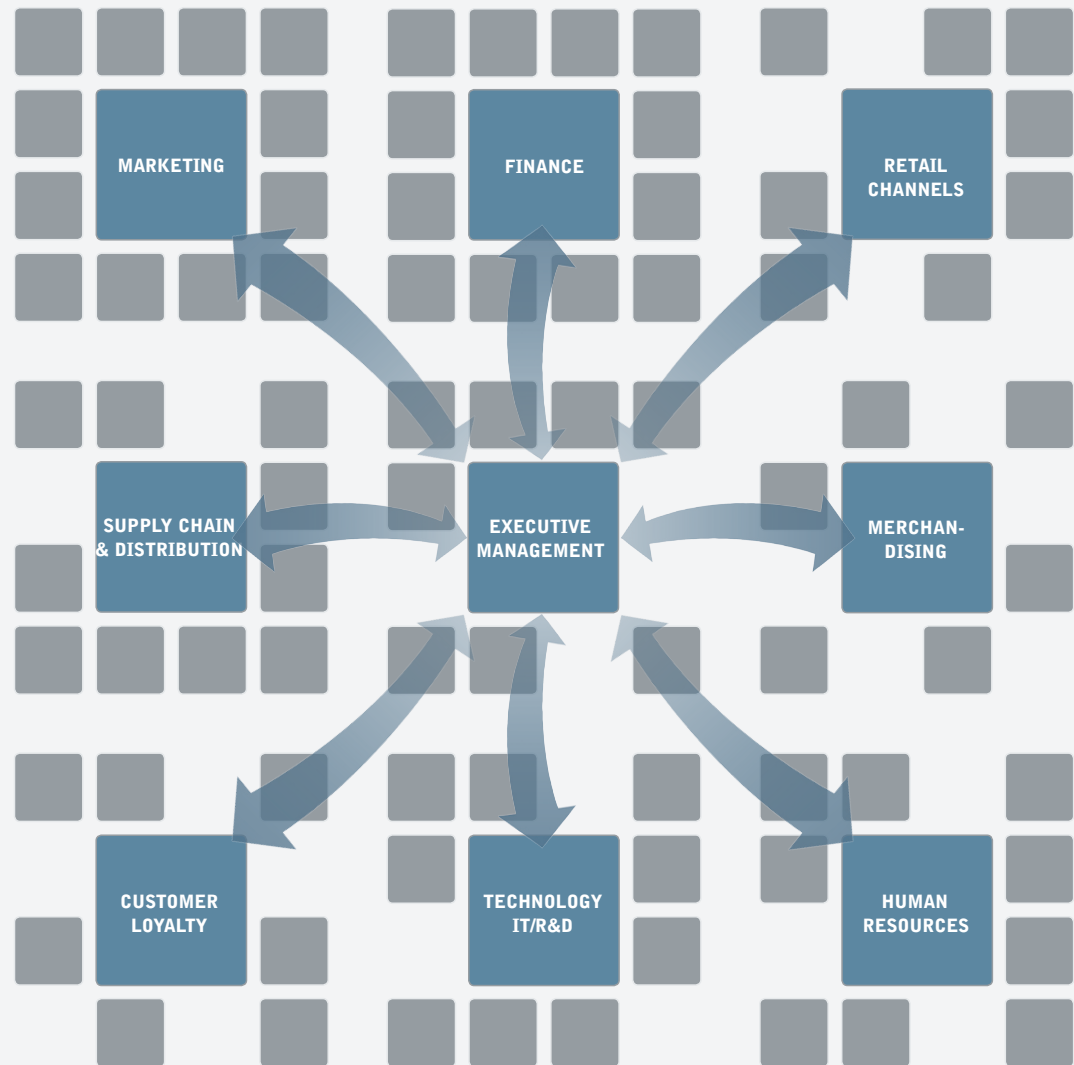 MARKETING
FINANCE
RETAIL
CHANNELS
SUPPLY CHAIN
& DISTRIBUTION
EXECUTIVE
MANAGEMENT
MERCHAN-
DISING
CUSTOMER
LOYALTY
TECHNOLOGY
IT/R&D
HUMAN
RESOURCES